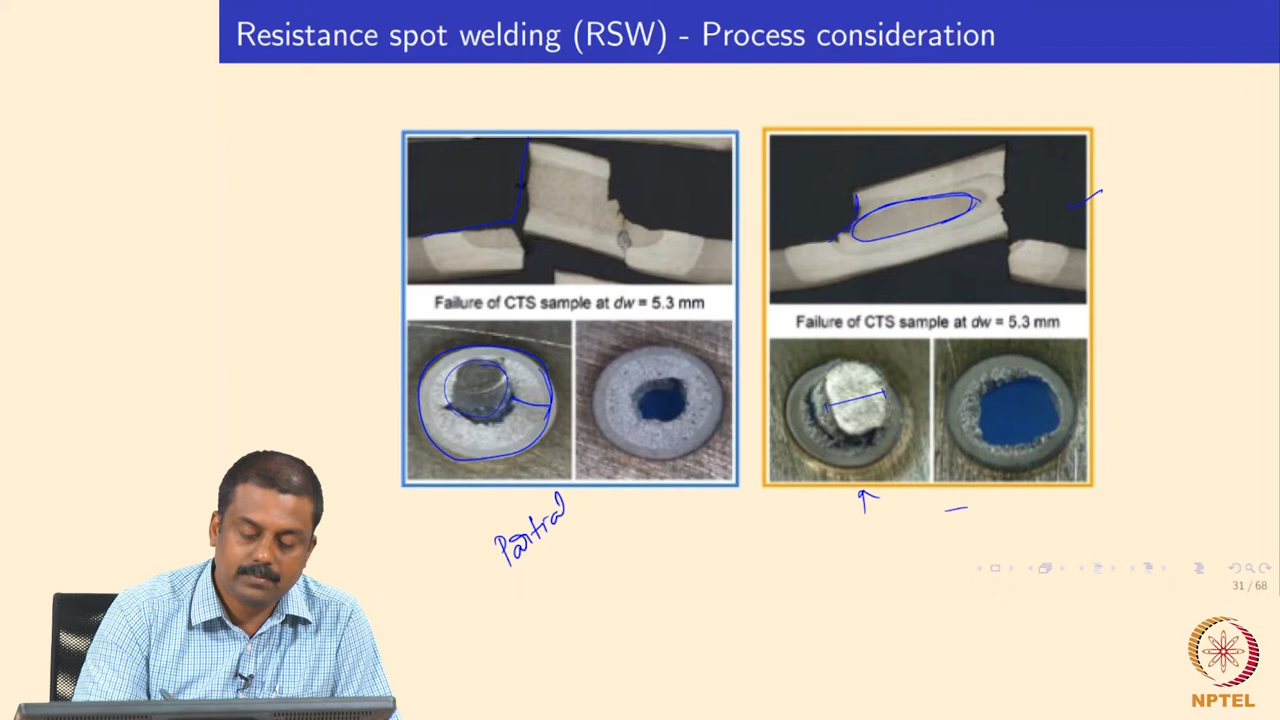 Resistance spot welding (RSW) - Process consideration
Failure of CTS sample at dw = 5.3 mm
Failure of CTS sample at dw = 5.3 mm
Partial
31 / 68
NPTEL